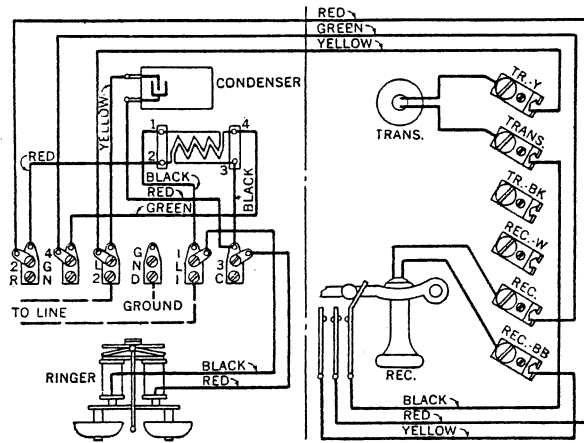 RED
GREEN
YELLOW
CONDENSER
TR.-Y
TRANS.
TRANS.
YELLOW
1 4
2 3
RED
BLACK
RED
GREEN
BLACK
TR.-BK
REC.-W
2 R
4 G N
L 2
G N D
1 L 1
3 C
GROUND
TO LINE
REC.
REC.-BB
REC.
RINGER
BLACK
RED
BLACK
RED
YELLOW